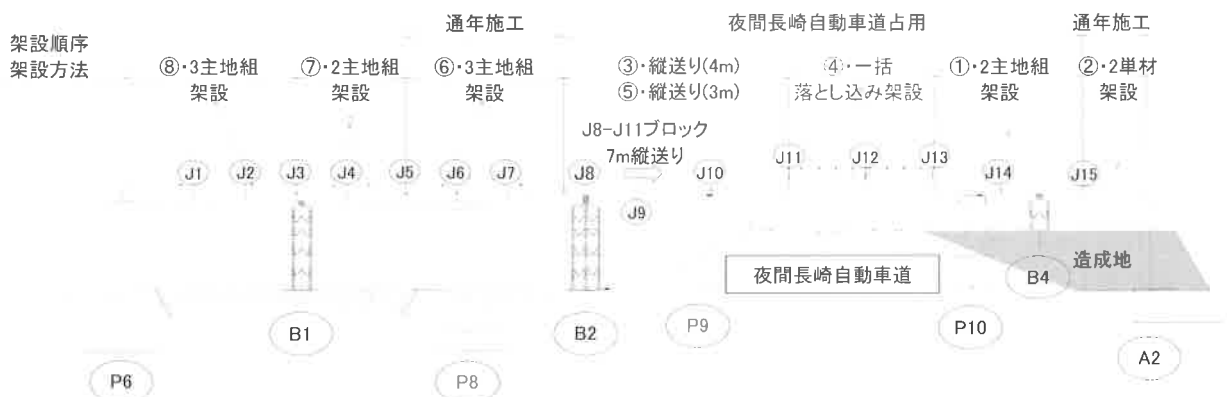 通年施工
夜間長崎自動車道占用
通年施工
架設順序
架設方法
⑧・3主地組
架設
⑦・2主地組
架設
⑥・3主地組
架設
③・縦送り(4m)
⑤・縦送り(3m)
④・一括
落とし込み架設
①・2主地組
架設
②・2単材
架設
J8-J11ブロック
7m縦送り
J1
J2
J3
J4
J5
J6
J7
J8
J9
J10
J11
J12
J13
J14
J15
造成地
夜間長崎自動車道
B4
B1
B2
P9
P10
A2
P6
P8